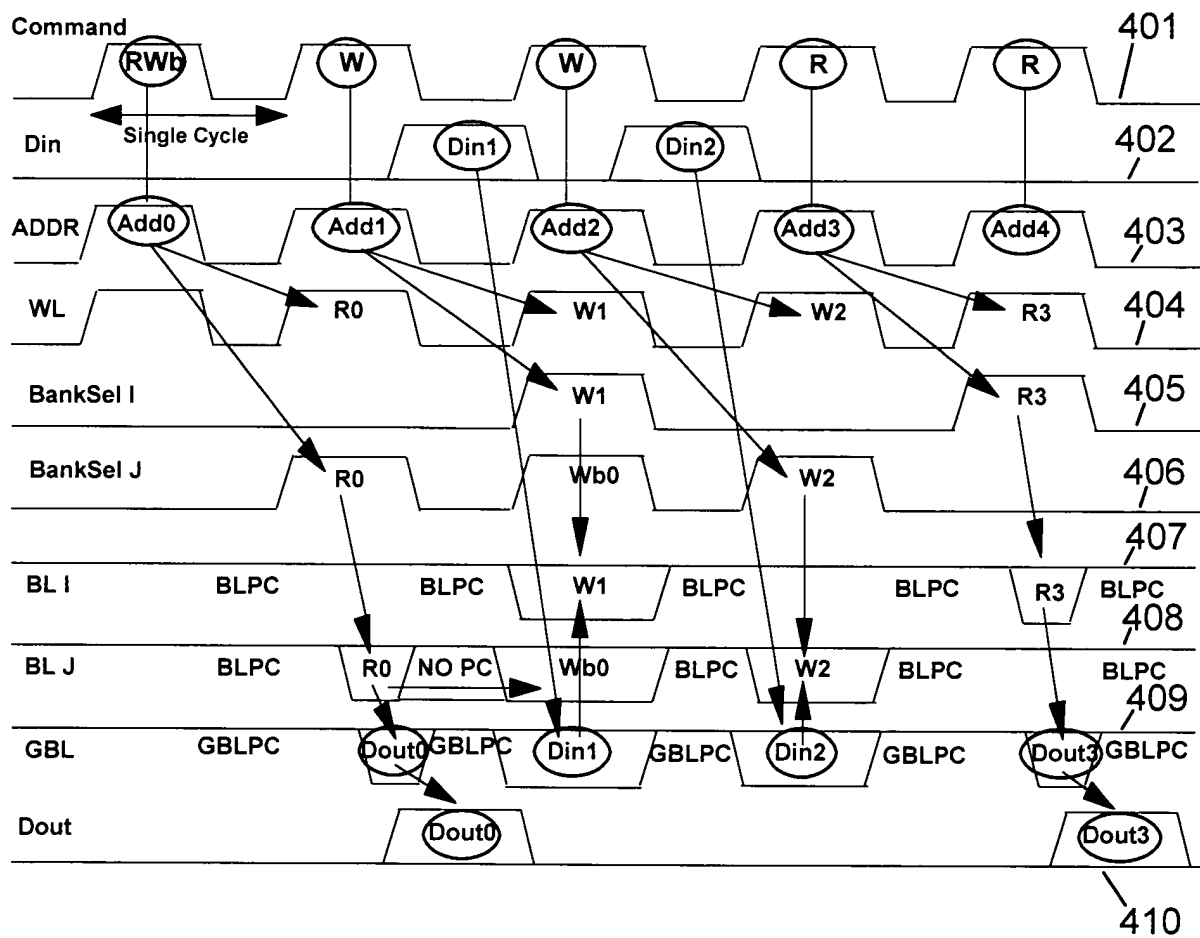 Command
401
RWb W W R R
Single Cycle
Din
Din1 Din2
402
ADDR
Add0 Add1 Add2 Add3 Add4
403
WL
R0 W1 W2 R3
404
BankSel I
W1 R3
405
BankSel J
R0 Wb0 W2
406
407
BL I
BLPC BLPC W1 BLPC BLPC R3 BLPC
408
BL J
BLPC R0 NO PC Wb0 BLPC W2 BLPC BLPC
409
GBL
GBLPC Dout0 GBLPC Din1 GBLPC Din2 GBLPC Dout3 GBLPC
Dout
Dout0 Dout3
410